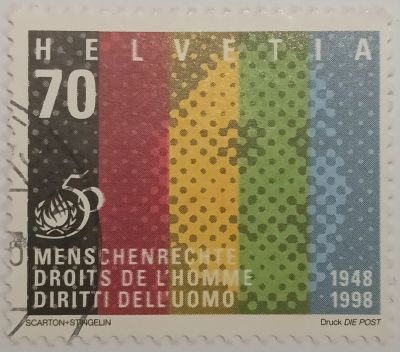 HELVETIA
70
50
MENSCHENRECHTE
DROITS DE L'HOMME 1948
DIRITTI DELL'UOMO 1998
SCARTON+STINGELIN Druck DIE POST